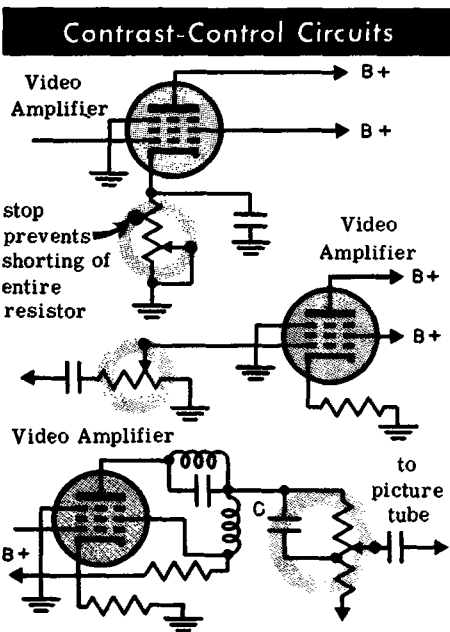 Contrast-Control Circuits
Video
Amplifier
B+
B+
stop
prevents
shorting of
entire
resistor
Video
Amplifier
B+
B+
Video Amplifier
to
picture
tube
C
B+